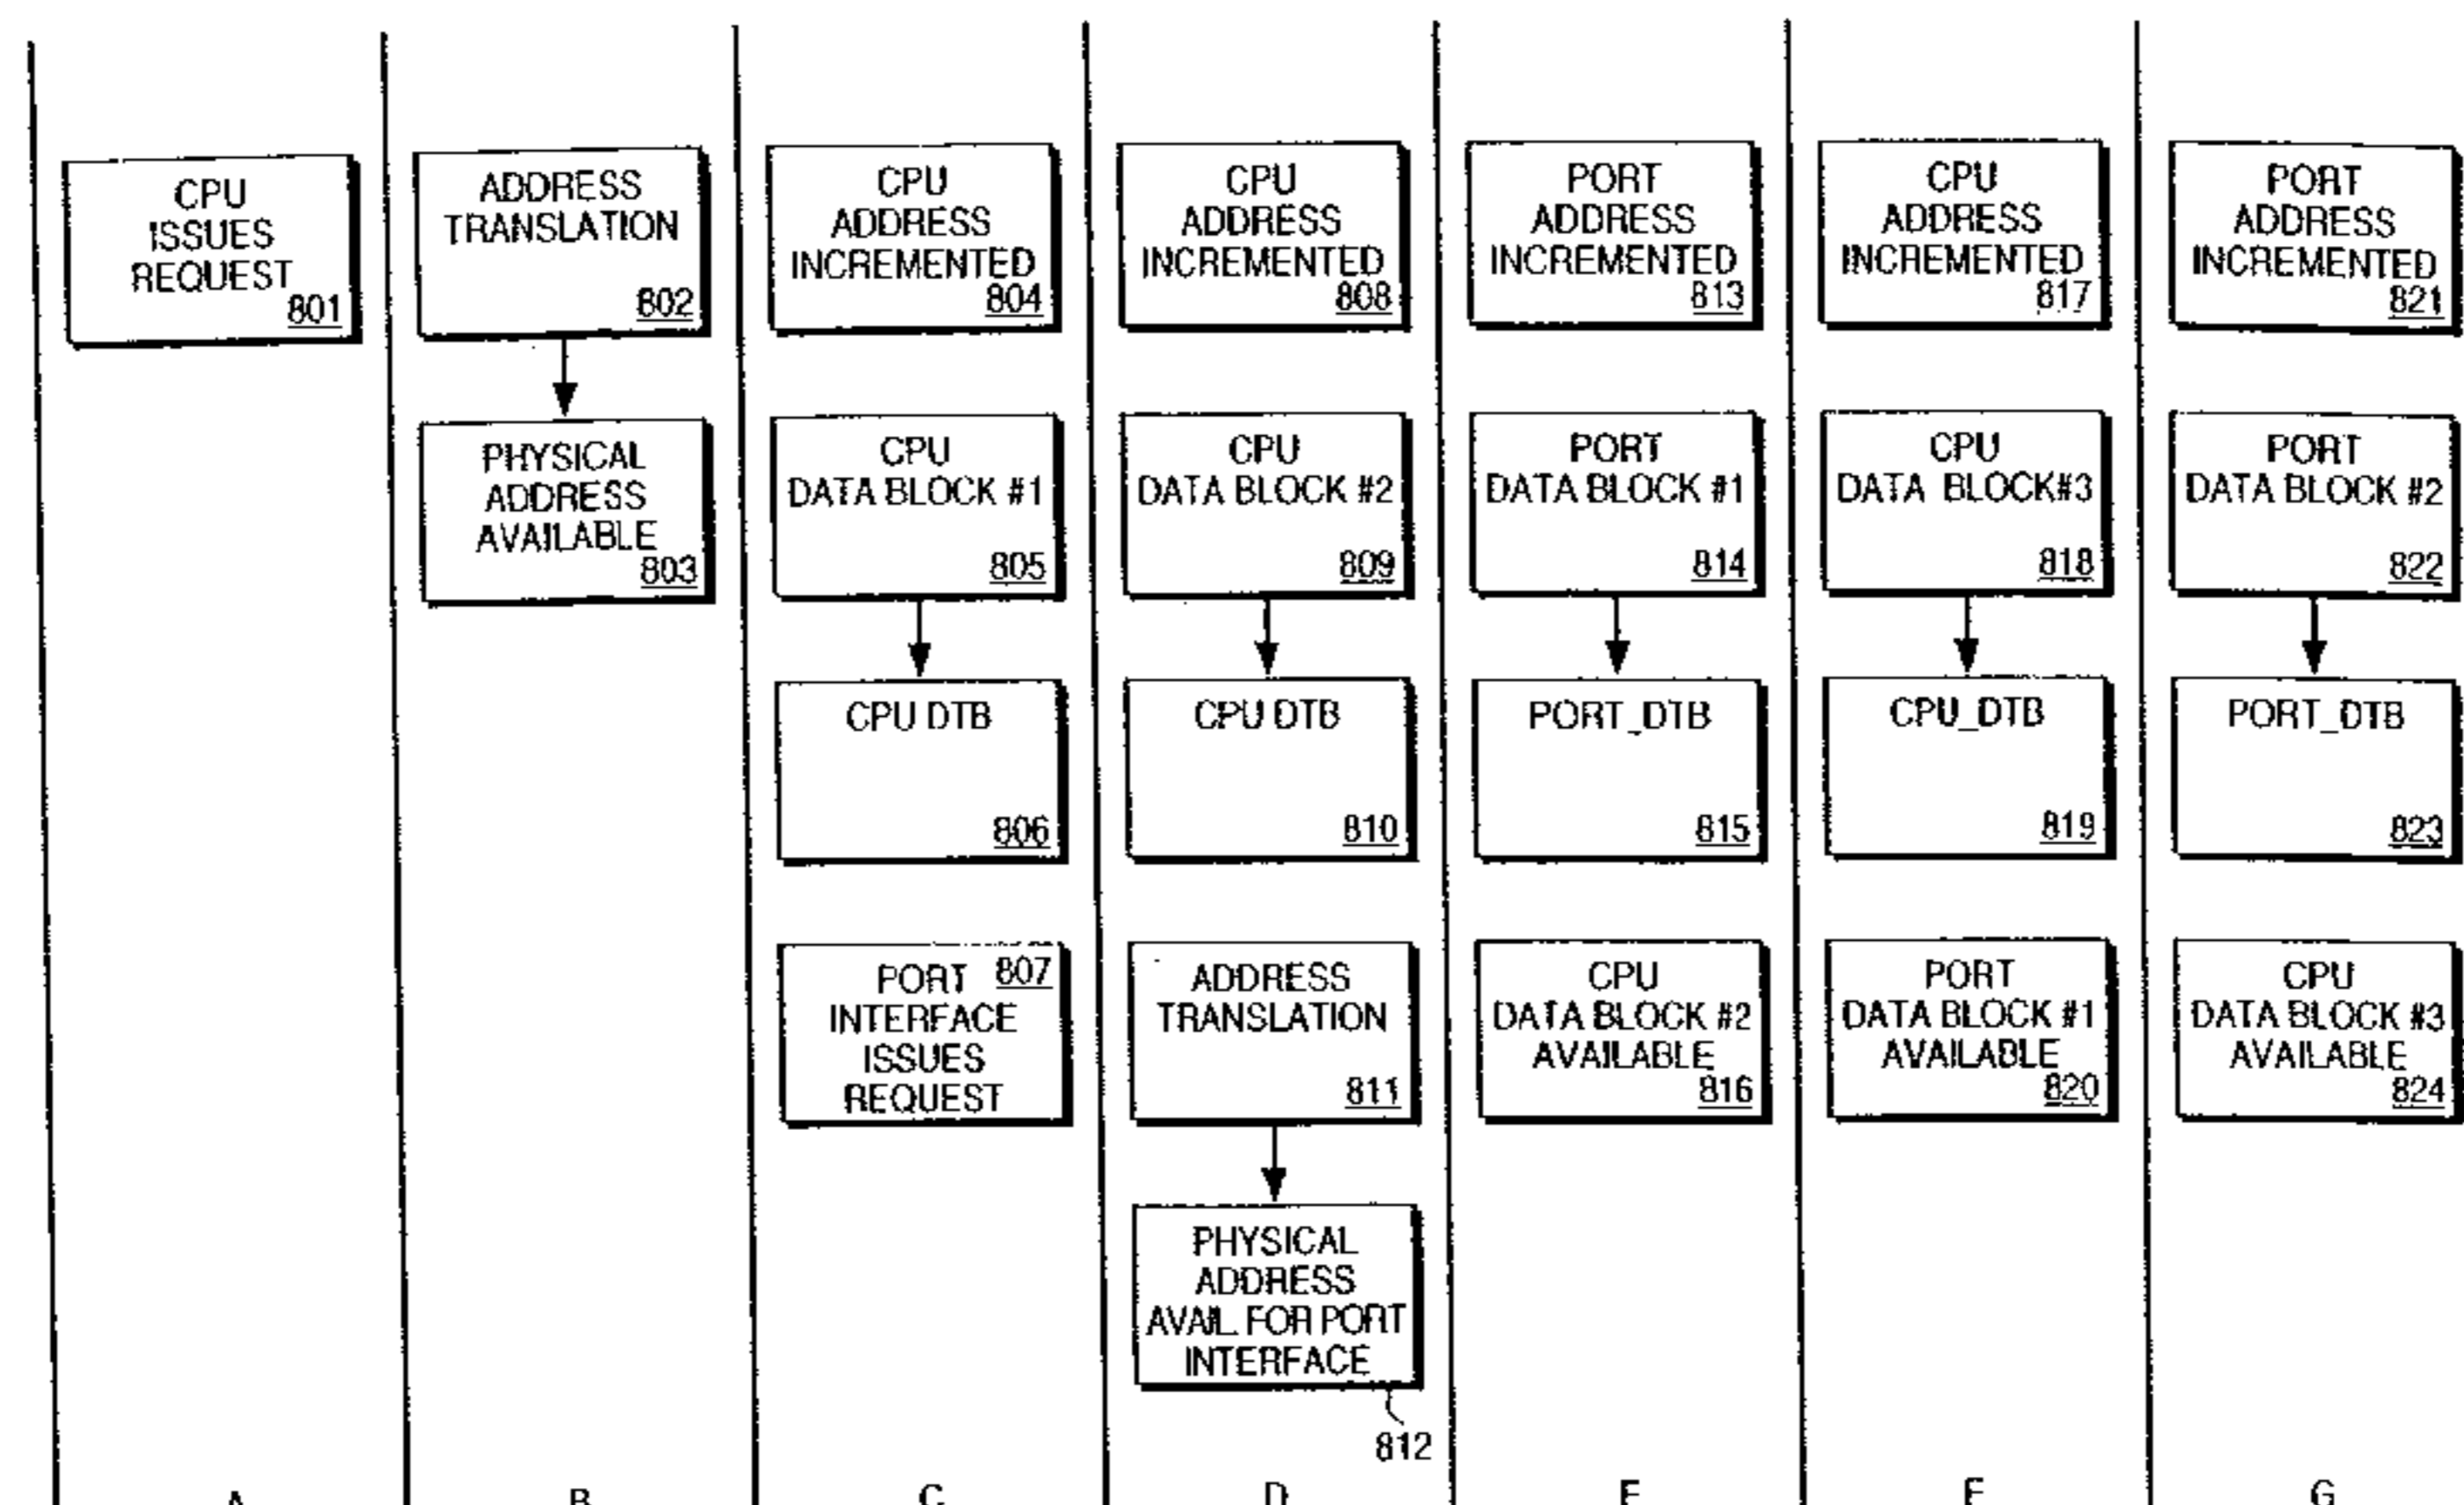 CPU
ISSUES
REQUEST
801
ADDRESS
TRANSLATION
802
PHYSICAL
ADDRESS
AVAILABLE
803
CPU
ADDRESS
INCREMENTED
804
CPU
DATA BLOCK #1
805
CPU DTB
806
PORT 807
INTERFACE
ISSUES
REQUEST
CPU
ADDRESS
INCREMENTED
808
CPU
DATA BLOCK #2
809
CPU DTB
810
ADDRESS
TRANSLATION
811
PHYSICAL
ADDRESS
AVAIL. FOR PORT
INTERFACE
812
PORT
ADDRESS
INCREMENTED
813
PORT
DATA BLOCK #1
814
PORT_DTB
815
CPU
DATA BLOCK #2
AVAILABLE
816
CPU
ADDRESS
INCREMENTED
817
CPU
DATA BLOCK#3
818
CPU_DTB
819
PORT
DATA BLOCK #1
AVAILABLE
820
PORT
ADDRESS
INCREMENTED
821
PORT
DATA BLOCK #2
822
PORT_DTB
823
CPU
DATA BLOCK #3
AVAILABLE
824
A B C D E F G